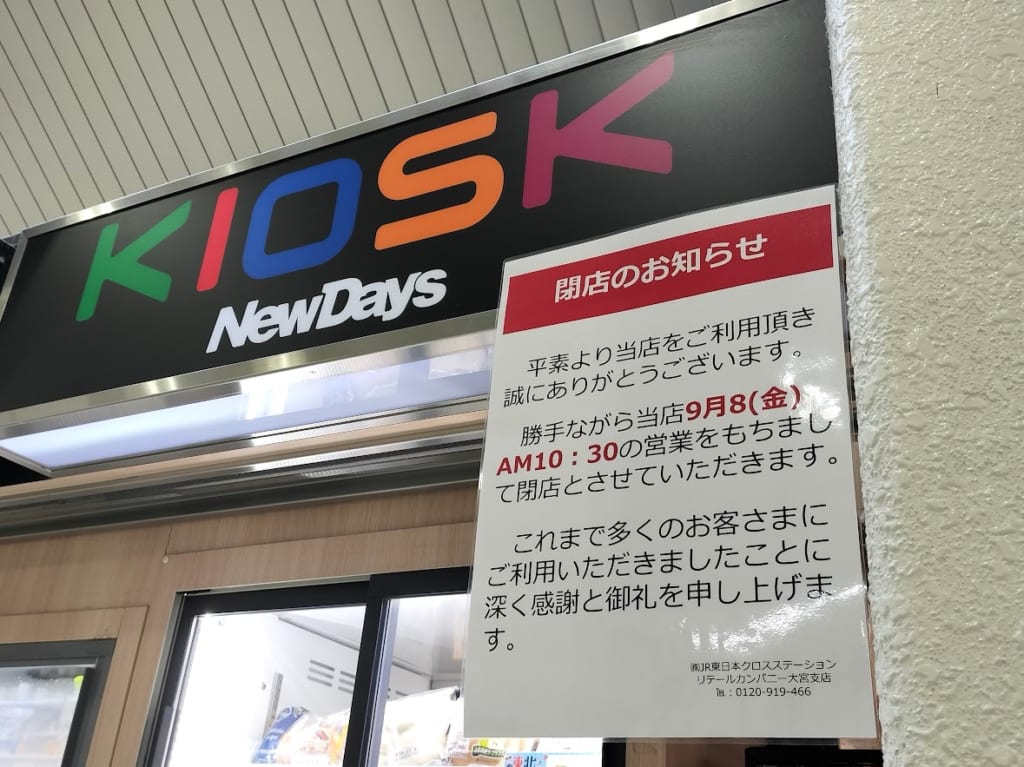 KIOSK
NewDays
閉店のお知らせ
平素より当店をご利用頂き
誠にありがとうございます。
勝手ながら当店9月8(金)
AM10：30の営業をもちまし
て閉店とさせていただきます。
これまで多くのお客さまに
ご利用いただきましたことに
深く感謝と御礼を申し上げま
す。
㈱JR東日本クロスステーション
リテールカンパニー大宮支店
℡：0120-919-466
東北